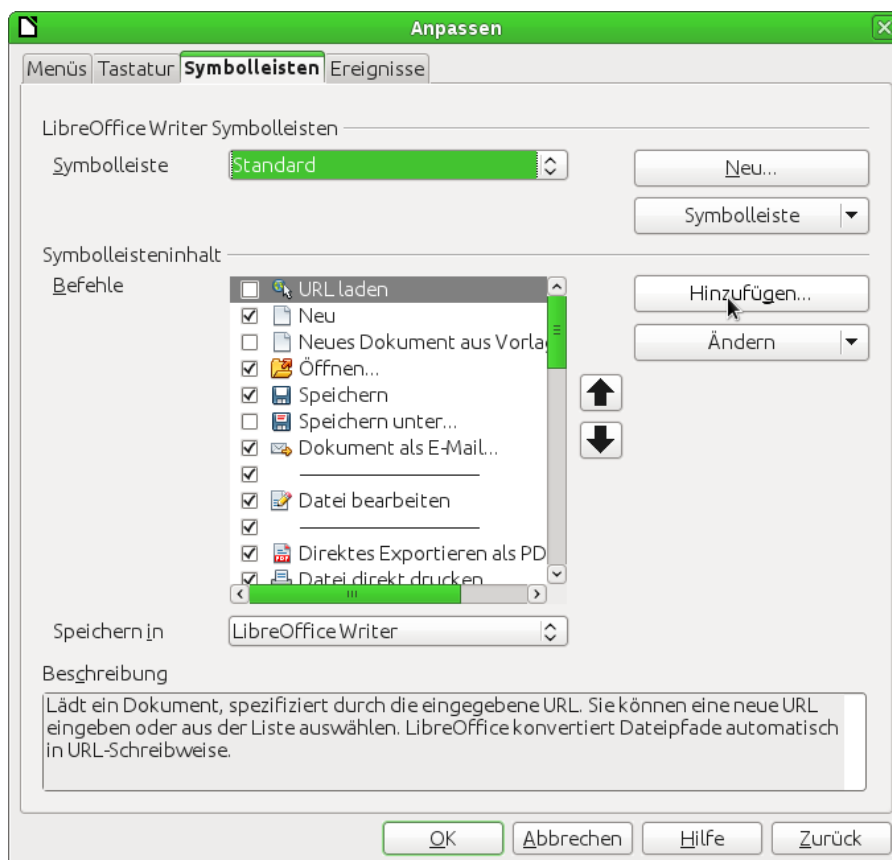 Anpassen
Menüs Tastatur Symbolleisten Ereignisse
LibreOffice Writer Symbolleisten
Symbolleiste Standard Neu...
Symbolleiste
Symbolleisteninhalt
Befehle URL laden Hinzufügen...
Neu
Neues Dokument aus Vorla
Ändern
Öffnen...
Speichern
Speichern unter...
Dokument als E-Mail...
Datei bearbeiten
Direktes Exportieren als PD
Datei direkt drucken
Speichern in LibreOffice Writer
Beschreibung
Lädt ein Dokument, spezifiziert durch die eingegebene URL. Sie können eine neue URL
eingeben oder aus der Liste auswählen. LibreOffice konvertiert Dateipfade automatisch
in URL-Schreibweise.
OK Abbrechen Hilfe Zurück